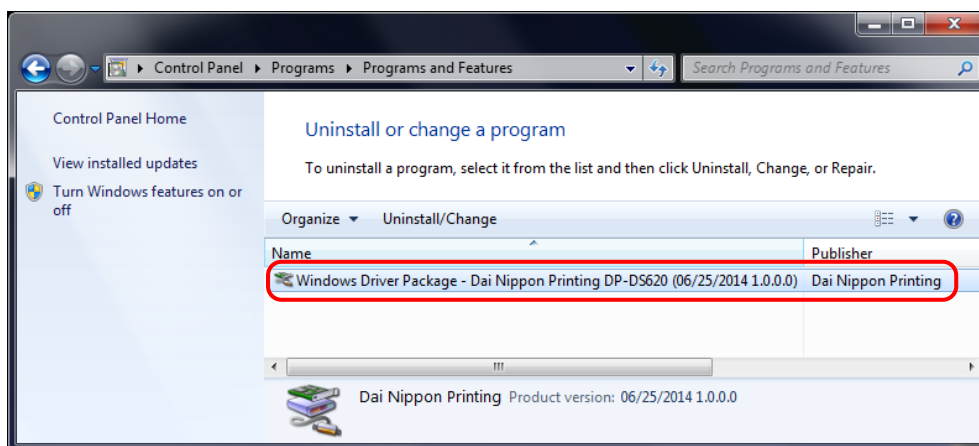 Control Panel Programs Programs and Features Search Programs and Features
Control Panel Home
View installed updates
Turn Windows features on or
off
Uninstall or change a program
To uninstall a program, select it from the list and then click Uninstall, Change, or Repair.
Organize Uninstall/Change
Name Publisher
Windows Driver Package - Dai Nippon Printing DP-DS620 (06/25/2014 1.0.0.0) Dai Nippon Printing
Dai Nippon Printing Product version: 06/25/2014 1.0.0.0